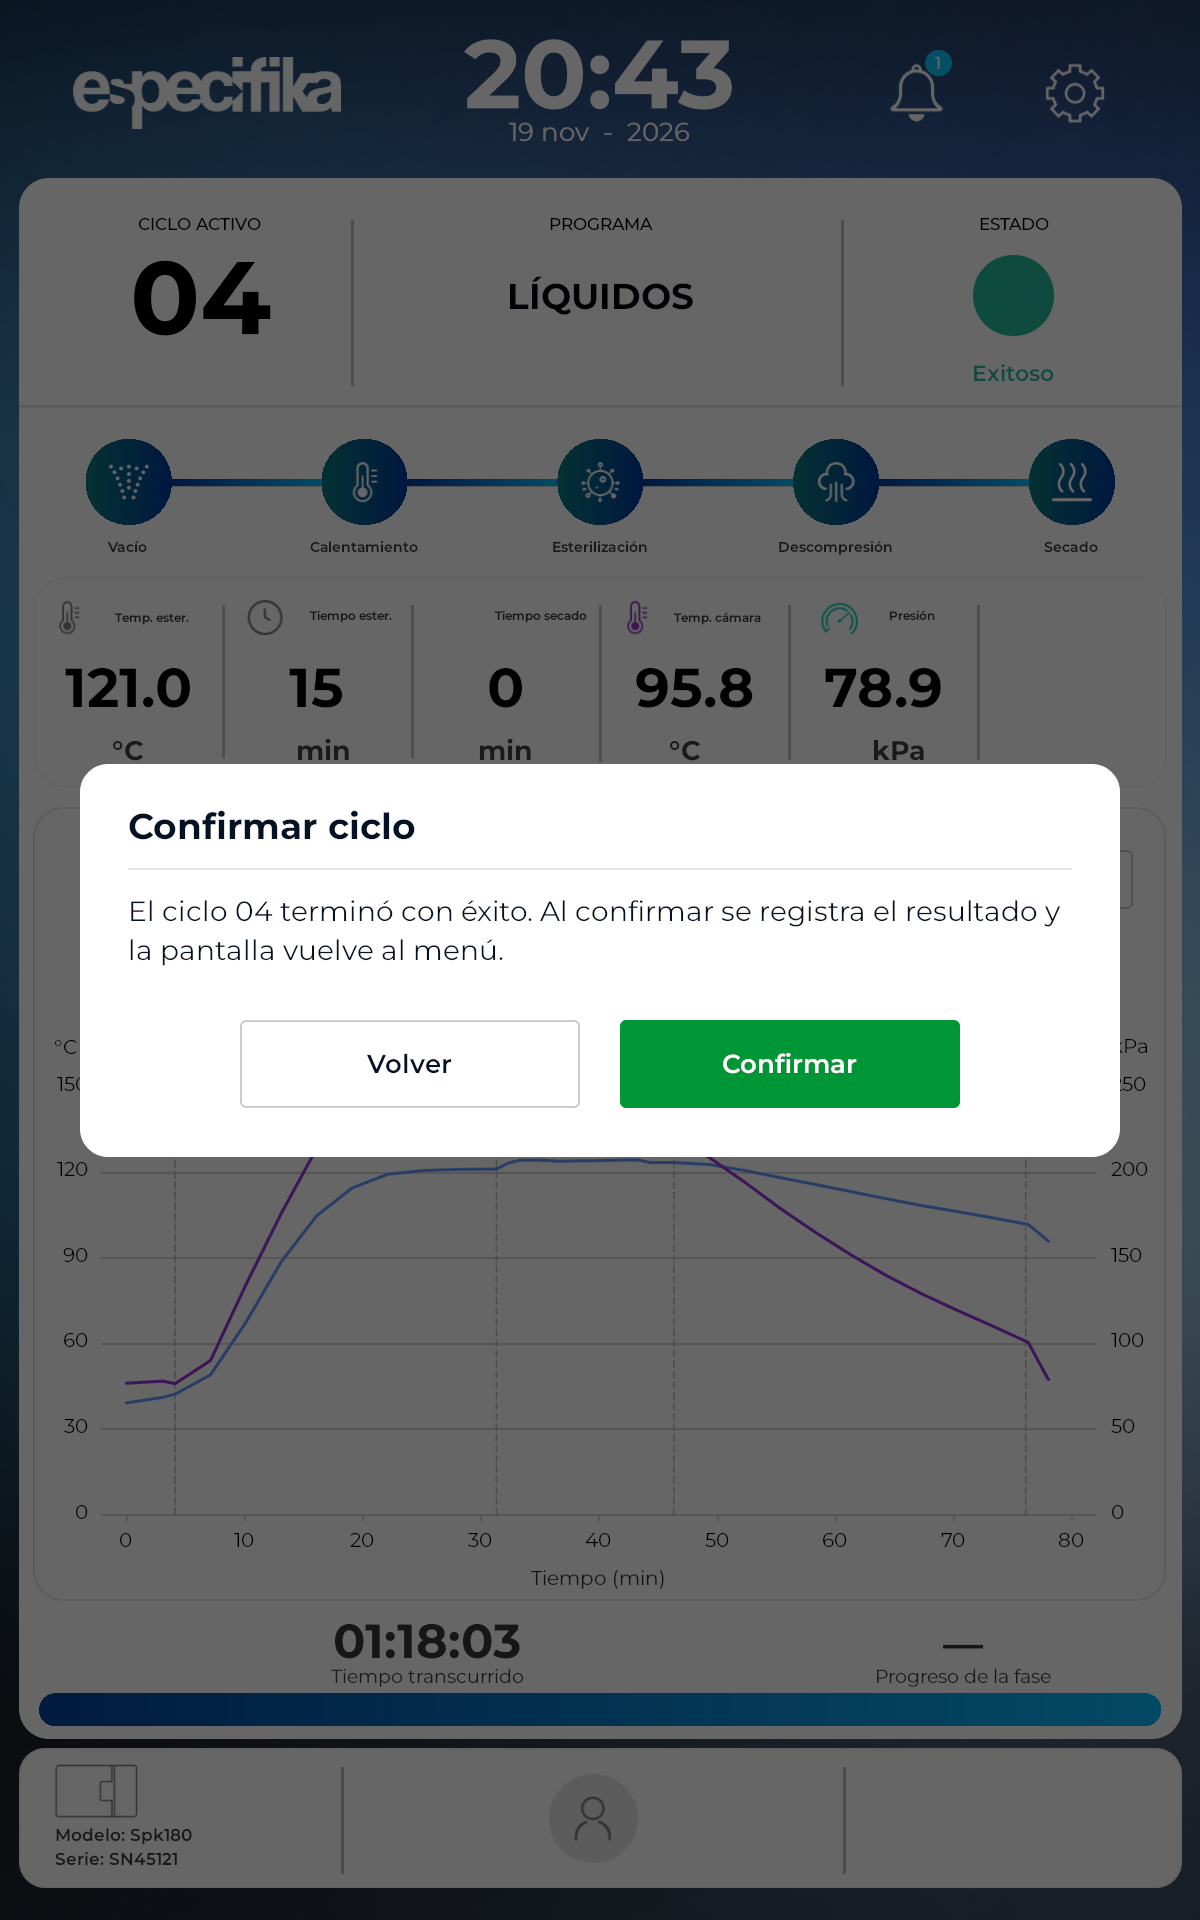 especifika
20:43
19 nov - 2026
1
CICLO ACTIVO
04
PROGRAMA
LÍQUIDOS
ESTADO
Exitoso
Vacío
Calentamiento
Esterilización
Descompresión
Secado
Temp. ester.
121.0
°C
Tiempo ester.
15
min
Tiempo secado
0
min
Temp. cámara
95.8
°C
Presión
78.9
kPa
Confirmar ciclo
El ciclo 04 terminó con éxito. Al confirmar se registra el resultado y
la pantalla vuelve al menú.
Volver
Confirmar
°C
kPa
150
250
120
200
90
150
60
100
30
50
0
0
0 10 20 30 40 50 60 70 80
Tiempo (min)
01:18:03
Tiempo transcurrido
—
Progreso de la fase
Modelo: Spk180
Serie: SN45121